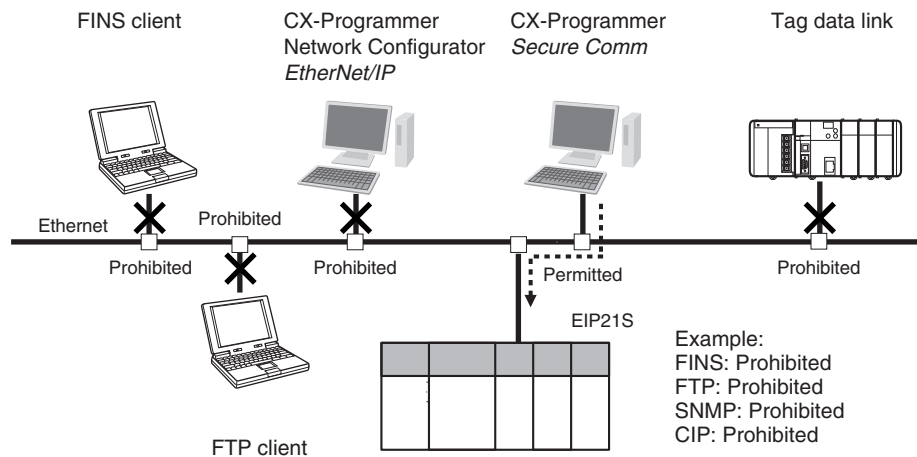 FINS client
CX-Programmer
Network Configurator
EtherNet/IP
CX-Programmer
Secure Comm
Tag data link
Ethernet
Prohibited
Prohibited
Prohibited
Permitted
Prohibited
EIP21S
FTP client
Example:
FINS: Prohibited
FTP: Prohibited
SNMP: Prohibited
CIP: Prohibited